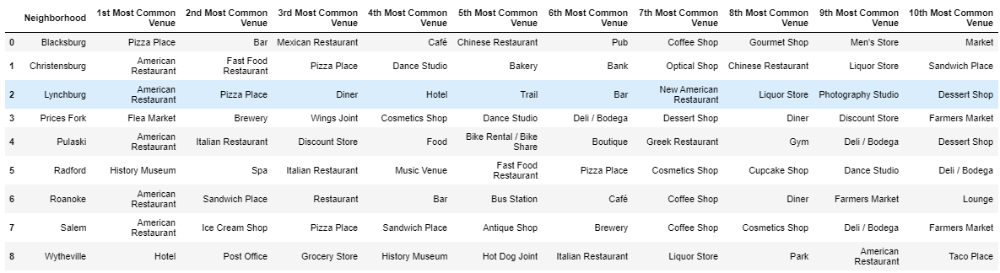 Neighborhood 1st Most Common Venue 2nd Most Common Venue 3rd Most Common Venue 4th Most Common Venue 5th Most Common Venue 6th Most Common Venue 7th Most Common Venue 8th Most Common Venue 9th Most Common Venue 10th Most Common Venue
0 Blacksburg Pizza Place Bar Mexican Restaurant Café Chinese Restaurant Pub Coffee Shop Gourmet Shop Men's Store Market
1 Christensburg American Restaurant Fast Food Restaurant Pizza Place Dance Studio Bakery Bank Optical Shop Chinese Restaurant Liquor Store Sandwich Place
2 Lynchburg American Restaurant Pizza Place Diner Hotel Trail Bar New American Restaurant Liquor Store Photography Studio Dessert Shop
3 Prices Fork Flea Market Brewery Wings Joint Cosmetics Shop Dance Studio Deli / Bodega Dessert Shop Diner Discount Store Farmers Market
4 Pulaski American Restaurant Italian Restaurant Discount Store Food Bike Rental / Bike Share Boutique Greek Restaurant Gym Deli / Bodega Dessert Shop
5 Radford History Museum Spa Italian Restaurant Music Venue Fast Food Restaurant Pizza Place Cosmetics Shop Cupcake Shop Dance Studio Deli / Bodega
6 Roanoke American Restaurant Sandwich Place Restaurant Bar Bus Station Café Coffee Shop Diner Farmers Market Lounge
7 Salem American Restaurant Ice Cream Shop Pizza Place Sandwich Place Antique Shop Brewery Coffee Shop Cosmetics Shop Deli / Bodega Farmers Market
8 Wytheville Hotel Post Office Grocery Store History Museum Hot Dog Joint Italian Restaurant Liquor Store Park American Restaurant Taco Place